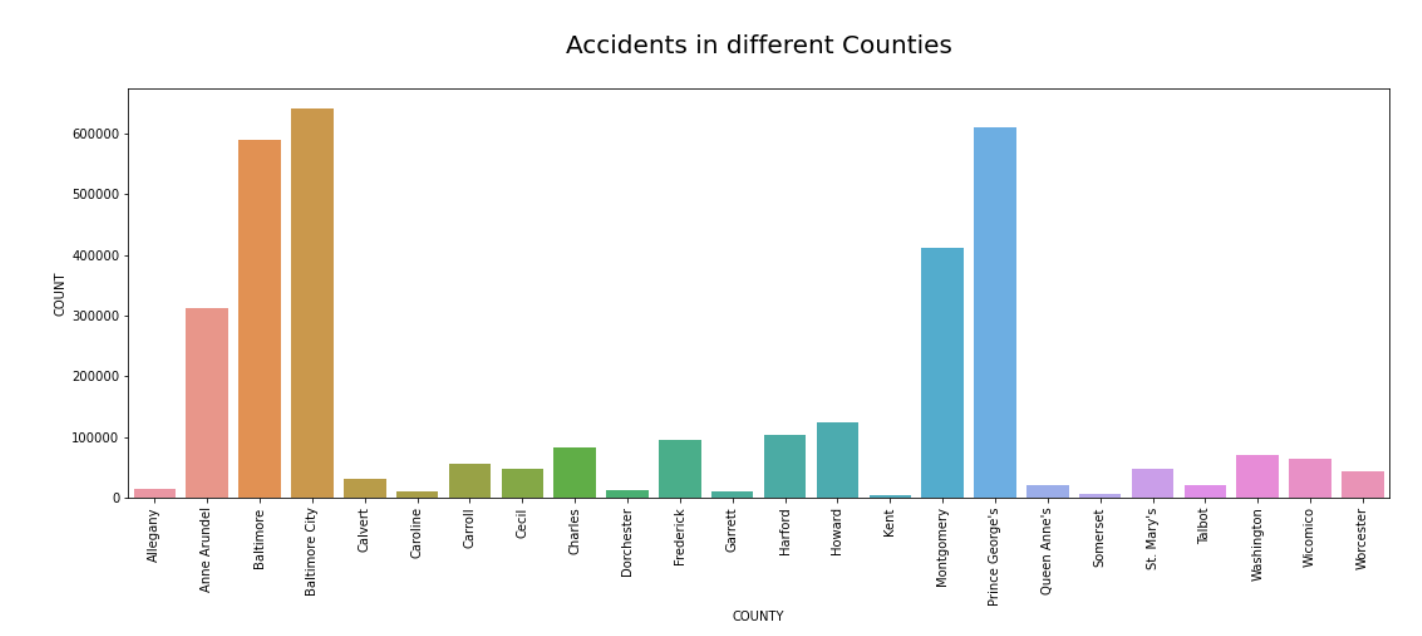 Accidents in different Counties
600000
500000
400000
300000
200000
100000
0
COUNT
Allegany
Anne Arundel
Baltimore
Baltimore City
Calvert
Caroline
Carroll
Cecil
Charles
Dorchester
Frederick
Garrett
Harford
Howard
Kent
Montgomery
Prince George's
Queen Anne's
Somerset
St. Mary's
Talbot
Washington
Wicomico
Worcester
COUNTY